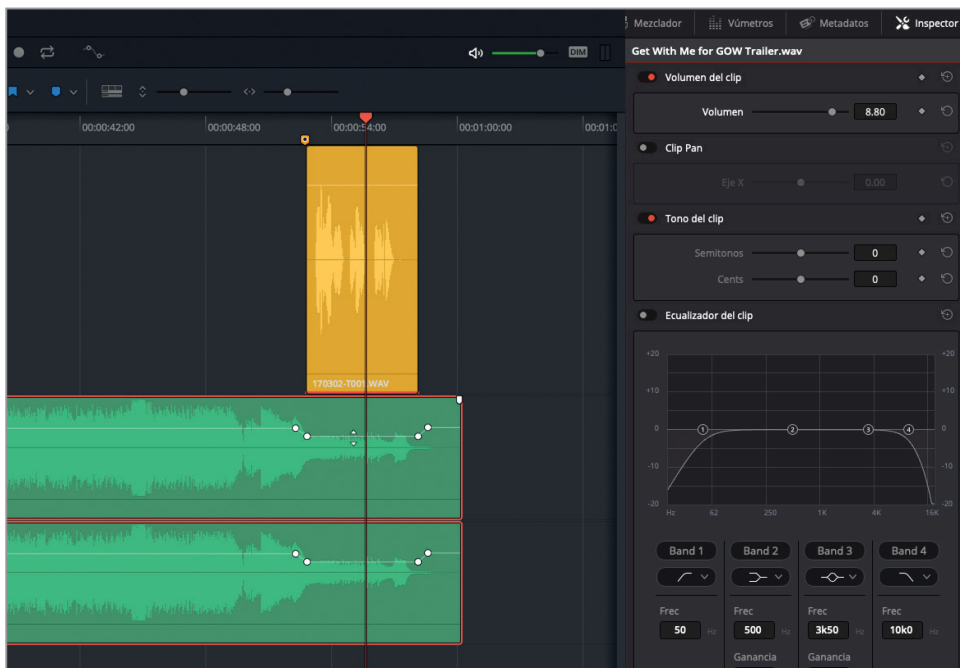 Mezclador Vúmetros Metadatos Inspector
Get With Me for GOW Trailer.wav
DIM
Volumen del clip
Volumen 8.80
Clip Pan
Eje X 0.00
Tono del clip
Semitonos 0
Cents 0
Ecualizador del clip
00:00:42:00 00:00:48:00 00:00:54:00 00:01:00:00 00:01:0
170302-T001.WAV
+20 +20
+10 +10
0 1 2 3 4 0
-10 -10
-20 -20
Hz 62 250 1K 4K 16K
Band 1 Band 2 Band 3 Band 4
Frec Frec Frec Frec
50 Hz 500 Hz 3k50 Hz 10k0 Hz
Ganancia Ganancia